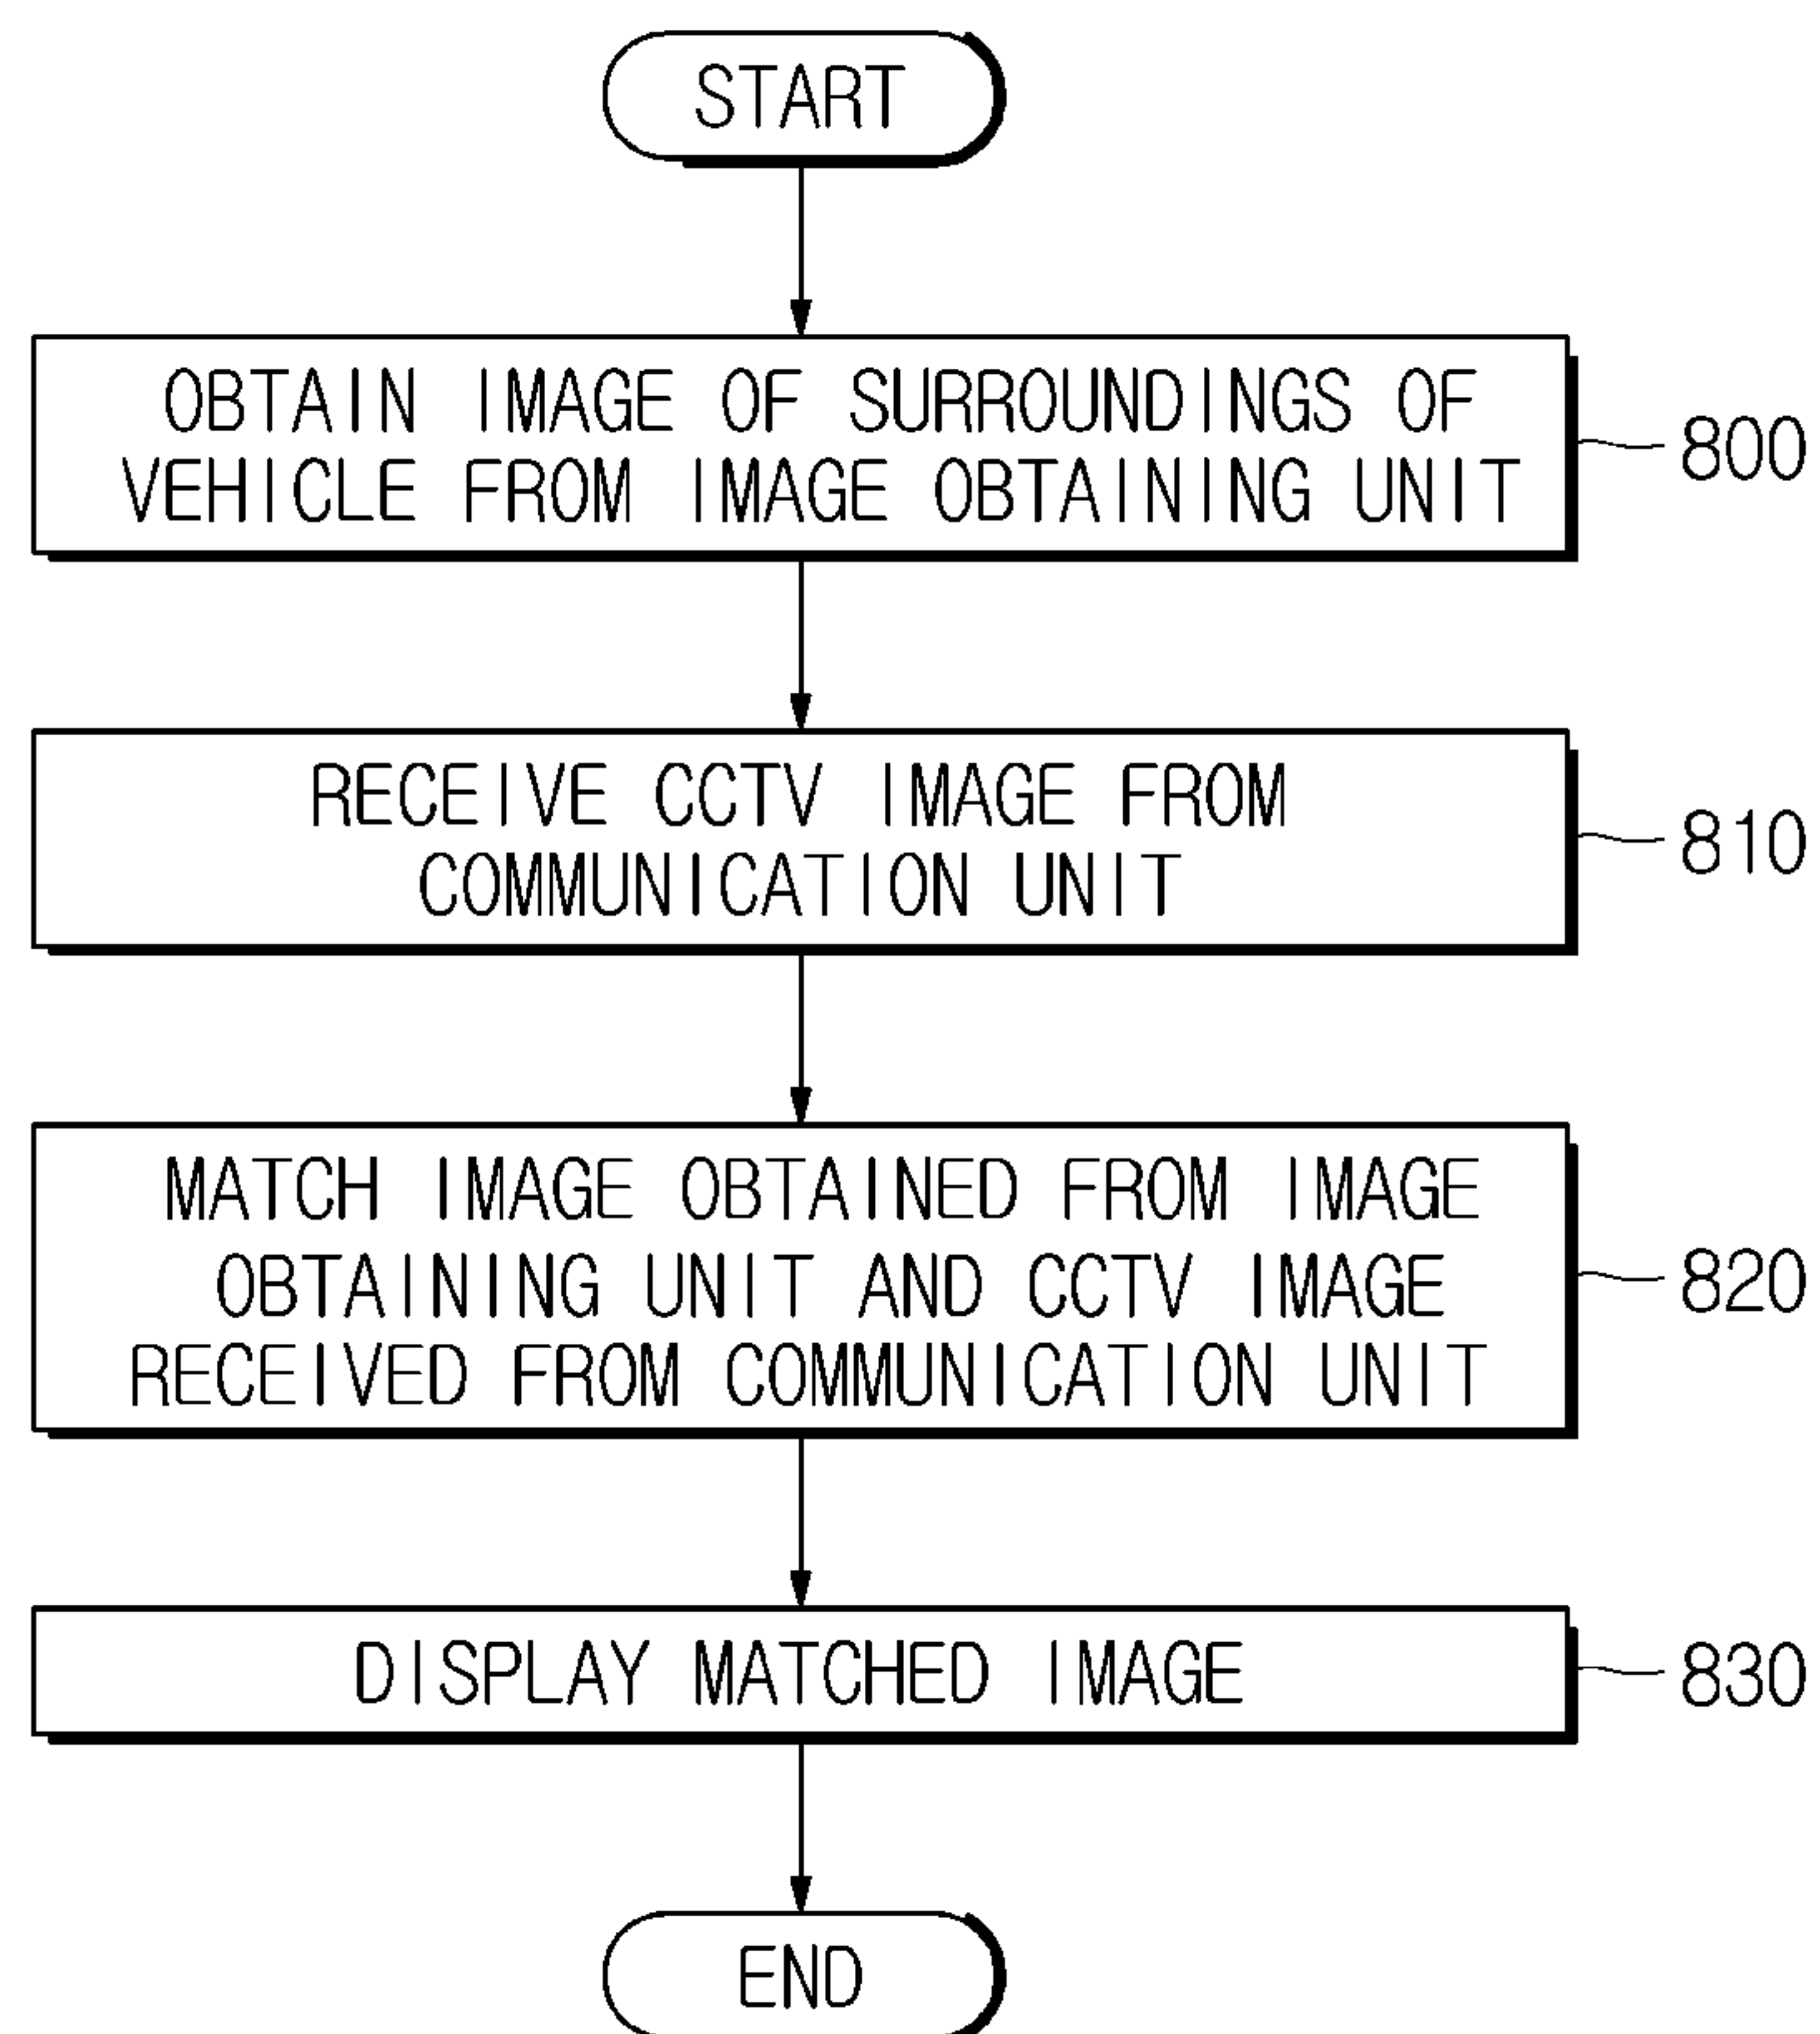 START
OBTAIN IMAGE OF SURROUNDINGS OF
VEHICLE FROM IMAGE OBTAINING UNIT
800
RECEIVE CCTV IMAGE FROM
COMMUNICATION UNIT
810
MATCH IMAGE OBTAINED FROM IMAGE
OBTAINING UNIT AND CCTV IMAGE
RECEIVED FROM COMMUNICATION UNIT
820
DISPLAY MATCHED IMAGE
830
END